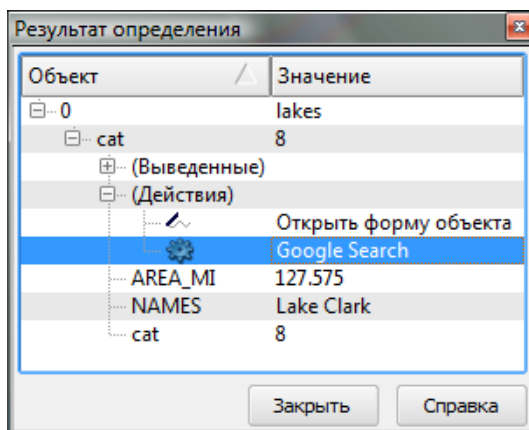 Результат определения
Объект Значение
0 lakes
cat 8
(Выведенные)
(Действия)
Открыть форму объекта
Google Search
AREA_MI 127.575
NAMES Lake Clark
cat 8
Закрыть Справка